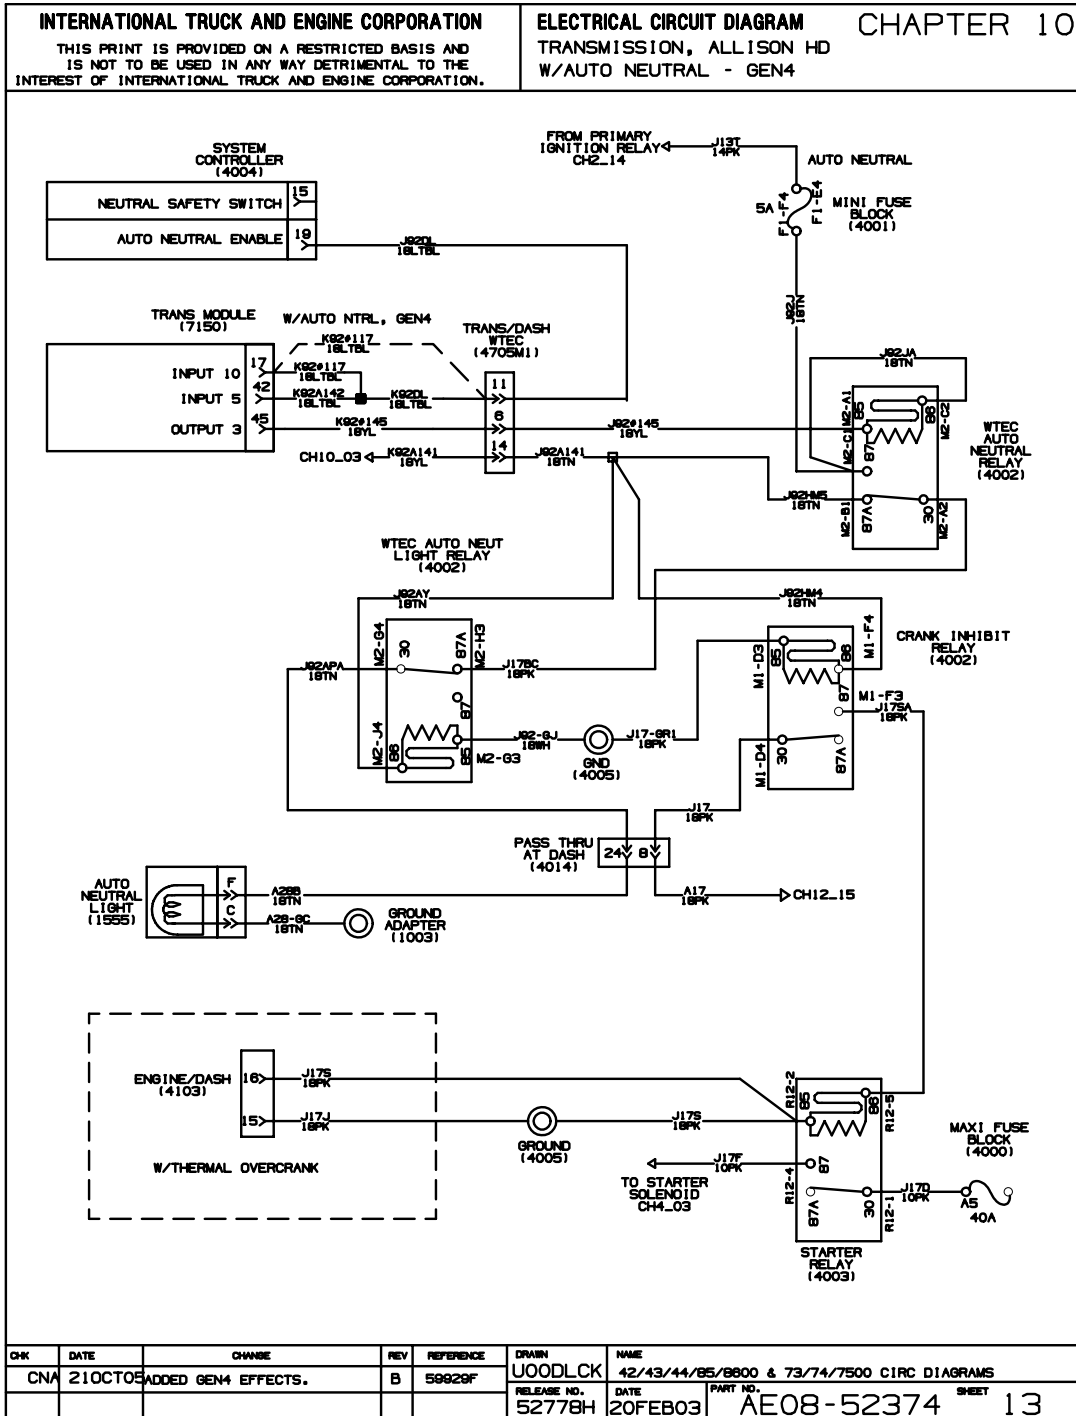 INTERNATIONAL TRUCK AND ENGINE CORPORATION
THIS PRINT IS PROVIDED ON A RESTRICTED BASIS AND
IS NOT TO BE USED IN ANY WAY DETRIMENTAL TO THE
INTEREST OF INTERNATIONAL TRUCK AND ENGINE CORPORATION.
ELECTRICAL CIRCUIT DIAGRAM
CHAPTER 10
TRANSMISSION, ALLISON HD
W/AUTO NEUTRAL - GEN4
SYSTEM
CONTROLLER
(4004)
NEUTRAL SAFETY SWITCH
15
AUTO NEUTRAL ENABLE
19
J92DL
18LTBL
FROM PRIMARY
IGNITION RELAY
CH2_14
J13T
14PK
AUTO NEUTRAL
5A
F1-F4
F1-E4
MINI FUSE
BLOCK
(4001)
J92J
18TN
TRANS MODULE
(7150)
W/AUTO NTRL, GEN4
K92*117
18LTBL
TRANS/DASH
WTEC
(4705M1)
INPUT 10
17
K92*117
18LTBL
INPUT 5
42
K92A142
18LTBL
K92DL
18LTBL
11
OUTPUT 3
45
K92*145
18YL
6
J92*145
18YL
CH10_03
K92A141
18YL
14
J92A141
18TN
J92JA
18TN
M2-A1
85
86
M2-C2
M2-C1
87
J92HM5
18TN
M2-B1
87A
30
M2-A2
WTEC
AUTO
NEUTRAL
RELAY
(4002)
WTEC AUTO NEUT
LIGHT RELAY
(4002)
J92AY
18TN
J92HM4
18TN
M2-G4
30
87A
M2-H3
J92APA
18TN
J17BC
18PK
87
M2-J4
86
85
M2-G3
J92-GJ
18WH
GND
(4005)
J17-GR1
18PK
M1-D3
85
86
M1-F4
CRANK INHIBIT
RELAY
(4002)
87
M1-F3
J17SA
18PK
M1-D4
30
87A
J17
18PK
PASS THRU
AT DASH
(4014)
24
8
AUTO
NEUTRAL
LIGHT
(1555)
F
C
A28B
18TN
A28-GC
18TN
GROUND
ADAPTER
(1003)
A17
18PK
CH12_15
ENGINE/DASH
(4103)
16
J17S
18PK
15
J17J
18PK
GROUND
(4005)
J17S
18PK
W/THERMAL OVERCRANK
R12-2
85
86
R12-5
TO STARTER
SOLENOID
CH4_03
J17F
10PK
R12-4
87
87A
30
R12-1
J17D
10PK
A5
40A
MAXI FUSE
BLOCK
(4000)
STARTER
RELAY
(4003)
CHK DATE CHANGE REV REFERENCE
CNA 21OCT05 ADDED GEN4 EFFECTS. B 59929F
DRAWN
UOODLCK
NAME
42/43/44/85/8600 & 73/74/7500 CIRC DIAGRAMS
RELEASE NO.
52778H
DATE
20FEB03
PART NO.
AE08-52374
SHEET
13